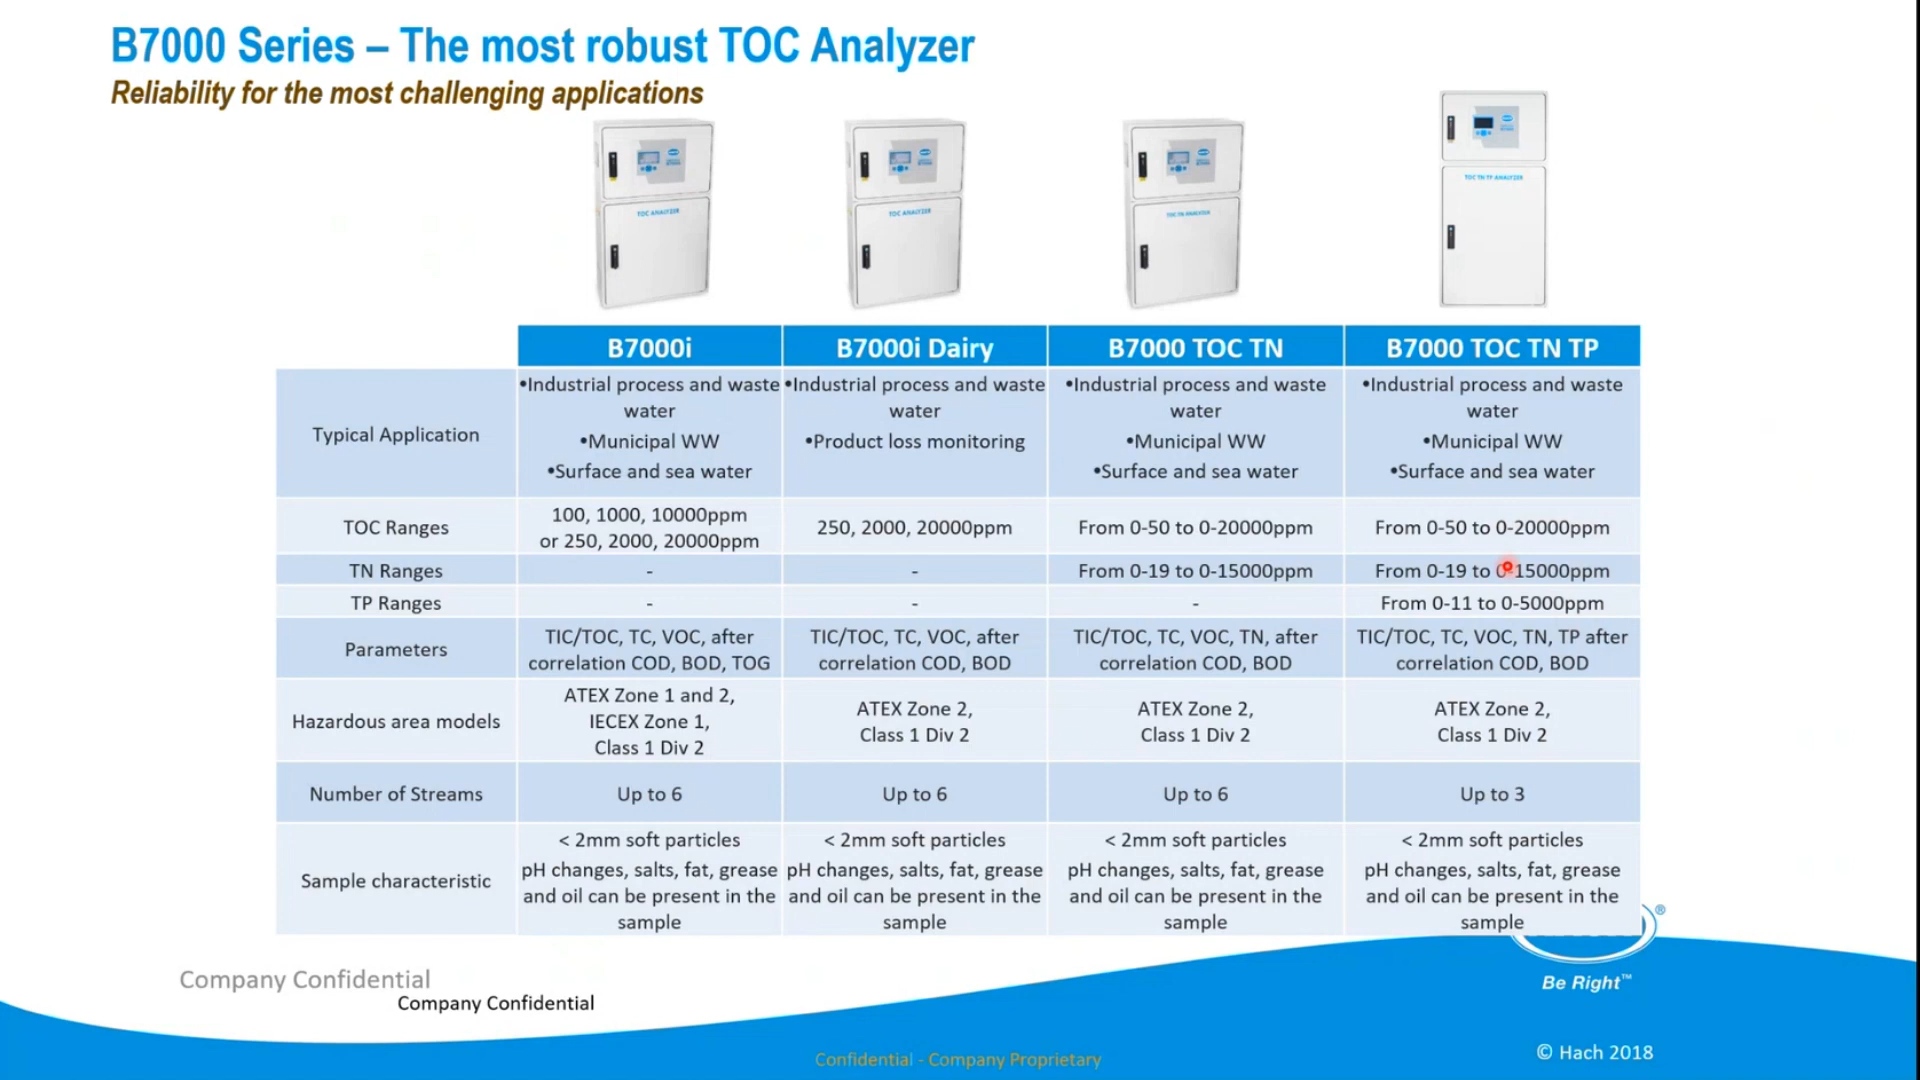 B7000 Series – The most robust TOC Analyzer
Reliability for the most challenging applications
TOC ANALYZER
TOC ANALYZER
TOC TN ANALYZER
TOC TN TP ANALYZER
B7000i
B7000i Dairy
B7000 TOC TN
B7000 TOC TN TP
Typical Application
•Industrial process and waste
water
•Municipal WW
•Surface and sea water
•Industrial process and waste
water
•Product loss monitoring
•Industrial process and waste
water
•Municipal WW
•Surface and sea water
•Industrial process and waste
water
•Municipal WW
•Surface and sea water
TOC Ranges
100, 1000, 10000ppm
or 250, 2000, 20000ppm
250, 2000, 20000ppm
From 0-50 to 0-20000ppm
From 0-50 to 0-20000ppm
TN Ranges
-
-
From 0-19 to 0-15000ppm
From 0-19 to 0-15000ppm
TP Ranges
-
-
-
From 0-11 to 0-5000ppm
Parameters
TIC/TOC, TC, VOC, after
correlation COD, BOD, TOG
TIC/TOC, TC, VOC, after
correlation COD, BOD
TIC/TOC, TC, VOC, TN, after
correlation COD, BOD
TIC/TOC, TC, VOC, TN, TP after
correlation COD, BOD
Hazardous area models
ATEX Zone 1 and 2,
IECEX Zone 1,
Class 1 Div 2
ATEX Zone 2,
Class 1 Div 2
ATEX Zone 2,
Class 1 Div 2
ATEX Zone 2,
Class 1 Div 2
Number of Streams
Up to 6
Up to 6
Up to 6
Up to 3
Sample characteristic
< 2mm soft particles
pH changes, salts, fat, grease
and oil can be present in the
sample
< 2mm soft particles
pH changes, salts, fat, grease
and oil can be present in the
sample
< 2mm soft particles
pH changes, salts, fat, grease
and oil can be present in the
sample
< 2mm soft particles
pH changes, salts, fat, grease
and oil can be present in the
sample
®
Be Right™
Company Confidential
Company Confidential
Confidential - Company Proprietary
© Hach 2018